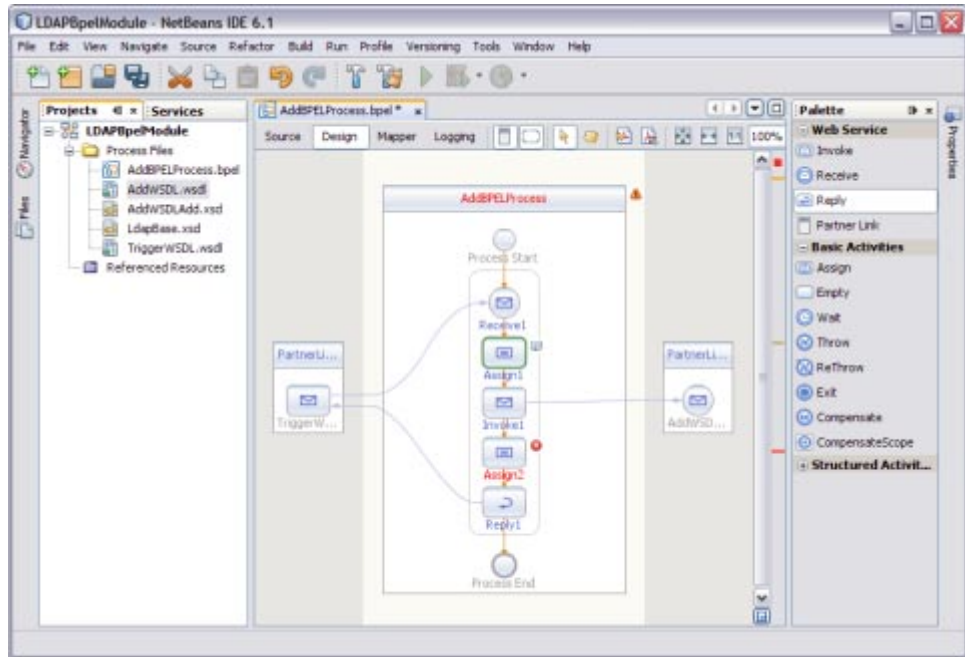 LDAPBpelModule - NetBeans IDE 6.1
File Edit View Navigate Source Refactor Build Run Profile Versioning Tools Window Help
Projects
Services
LDAPBpelModule
Process Files
AddBPELProcess.bpel
AddWSDL.wsdl
AddWSDLAdd.xsd
LdapBase.xsd
TriggerWSDL.wsdl
Referenced Resources
Navigator
Files
AddBPELProcess.bpel *
Source Design Mapper Logging 100%
AddBPELProcess
Process Start
Receive1
Assign1
Invoke1
Assign2
Reply1
Process End
PartnerLi...
TriggerW...
PartnerLi...
AddWSD...
Palette
Web Service
Invoke
Receive
Reply
Partner Link
Basic Activities
Assign
Empty
Wait
Throw
ReThrow
Exit
Compensate
CompensateScope
Structured Activit...
Properties